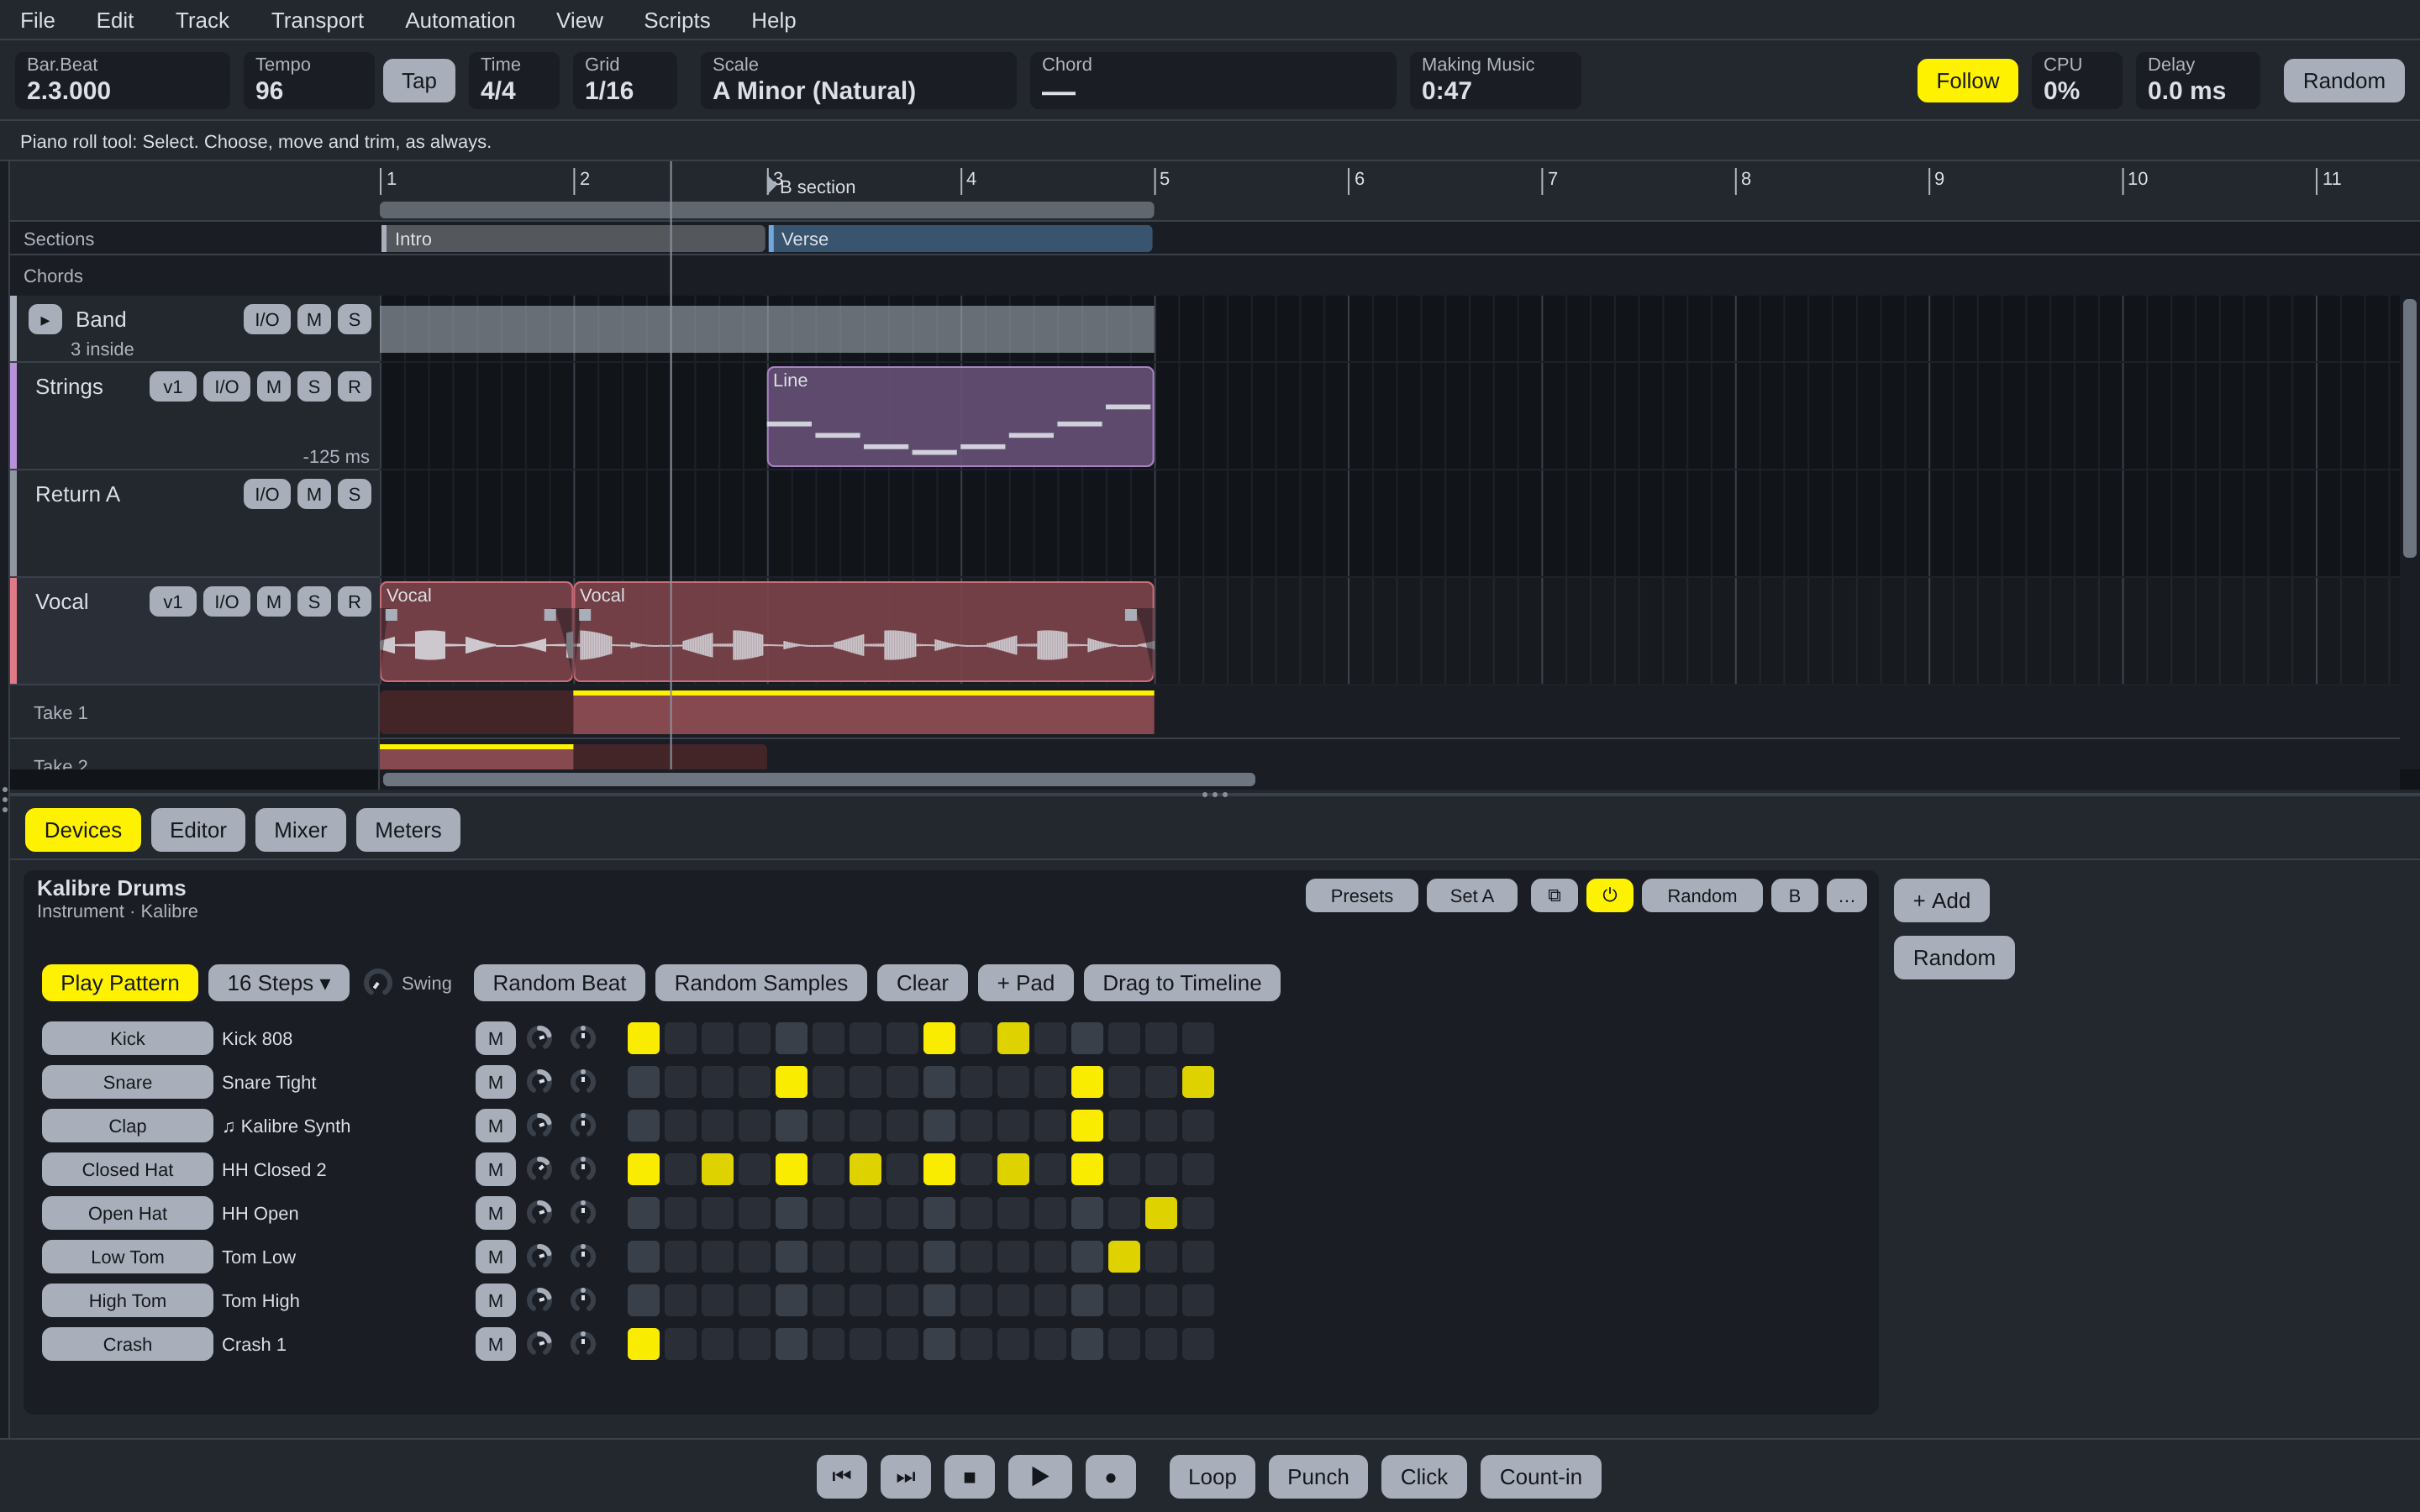 File Edit Track Transport Automation View Scripts Help
Bar.Beat Tempo Time Grid Scale Chord Making Music CPU Delay
2.3.000 96 Tap 4/4 1/16 A Minor (Natural) — 0:47 Follow 0% 0.0 ms Random
Piano roll tool: Select. Choose, move and trim, as always.
1 2 3 4 5 6 7 8 9 10 11
B section
Sections Intro Verse
Chords
▸ Band I/O M S
3 inside
Strings v1 I/O M S R Line
-125 ms
Return A I/O M S
Vocal v1 I/O M S R Vocal Vocal
Take 1
Take 2
Devices Editor Mixer Meters
Kalibre Drums Presets Set A Random B …
Instrument · Kalibre
+ Add
Random
Play Pattern 16 Steps ▾ Swing Random Beat Random Samples Clear + Pad Drag to Timeline
Kick Kick 808 M
Snare Snare Tight M
Clap ♫ Kalibre Synth M
Closed Hat HH Closed 2 M
Open Hat HH Open M
Low Tom Tom Low M
High Tom Tom High M
Crash Crash 1 M
Loop Punch Click Count-in